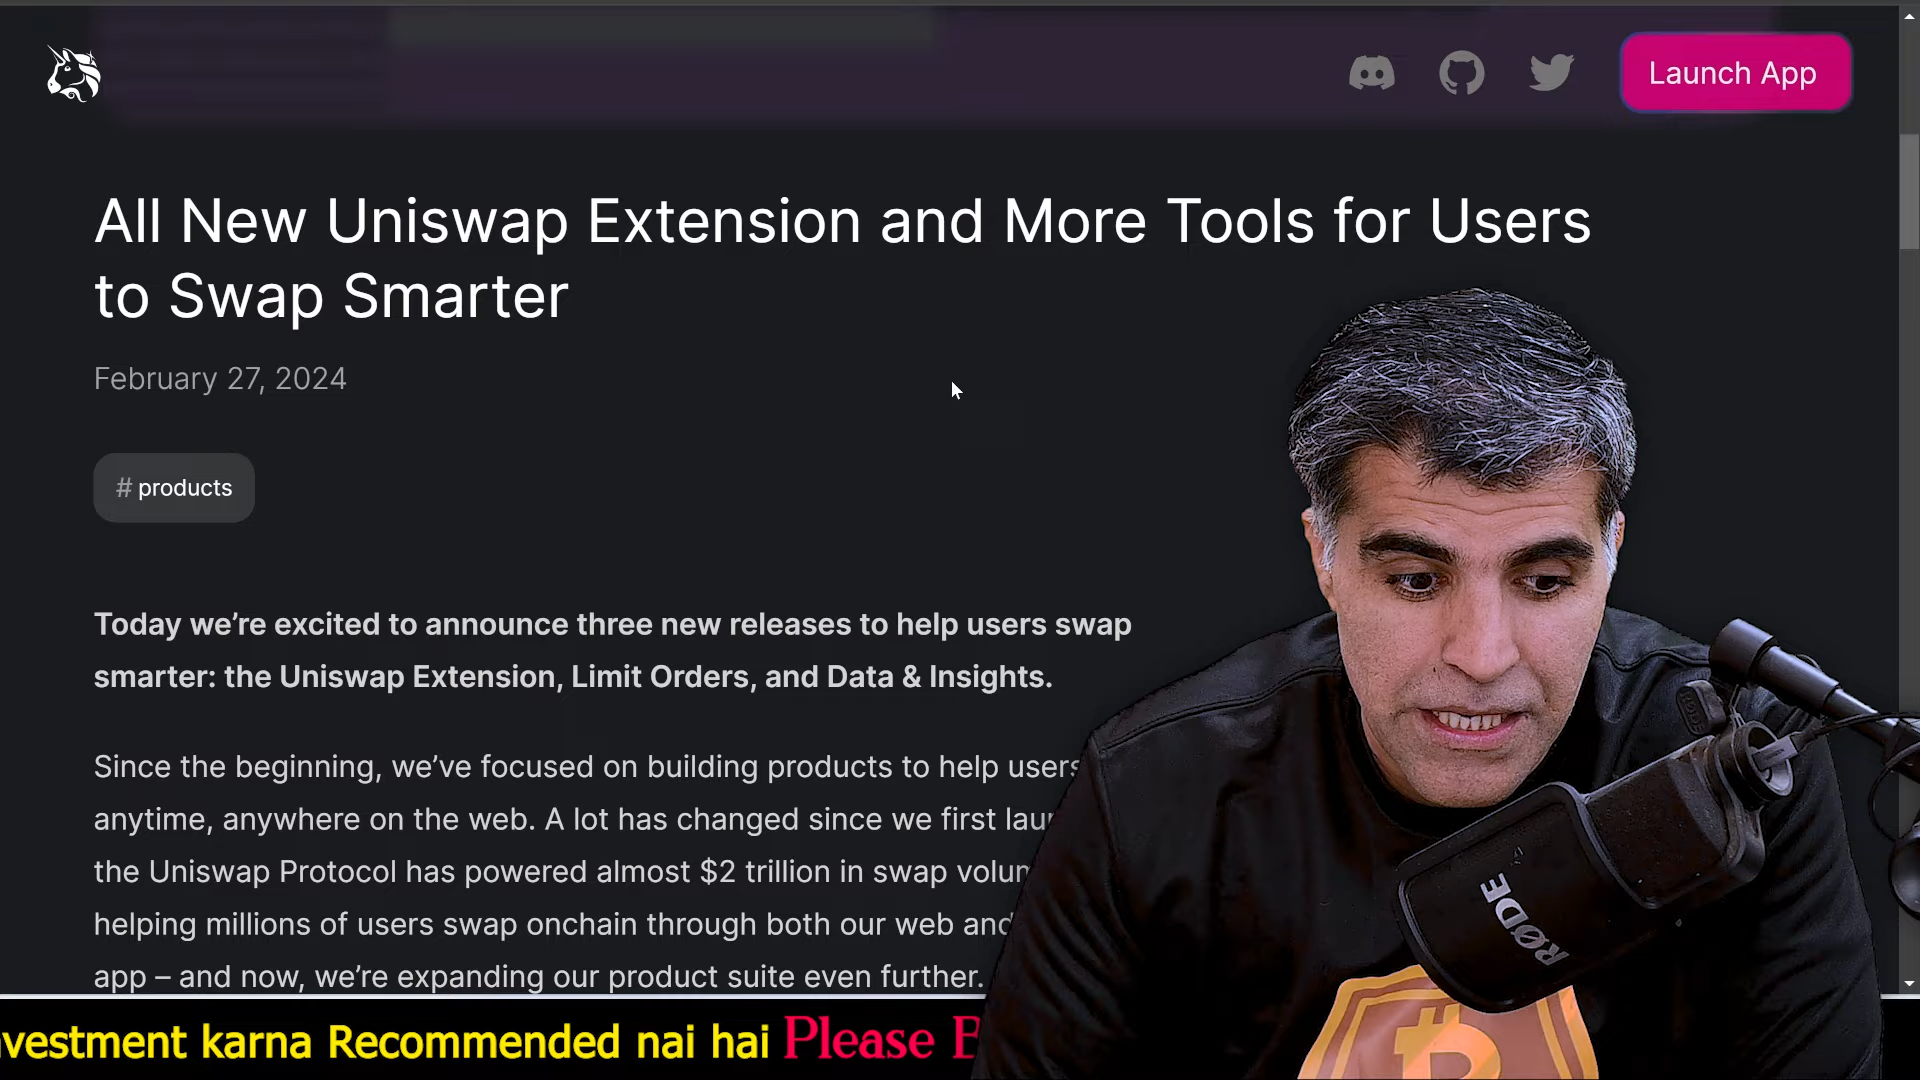 Launch App
All New Uniswap Extension and More Tools for Users
to Swap Smarter
February 27, 2024
# products
Today we’re excited to announce three new releases to help users swap
smarter: the Uniswap Extension, Limit Orders, and Data & Insights.
Since the beginning, we’ve focused on building products to help users
anytime, anywhere on the web. A lot has changed since we first
the Uniswap Protocol has powered almost $2 trillion in swap
helping millions of users swap onchain through both our web and
app – and now, we’re expanding our product suite even further.
RØDE
karna Recommended nai hai Please